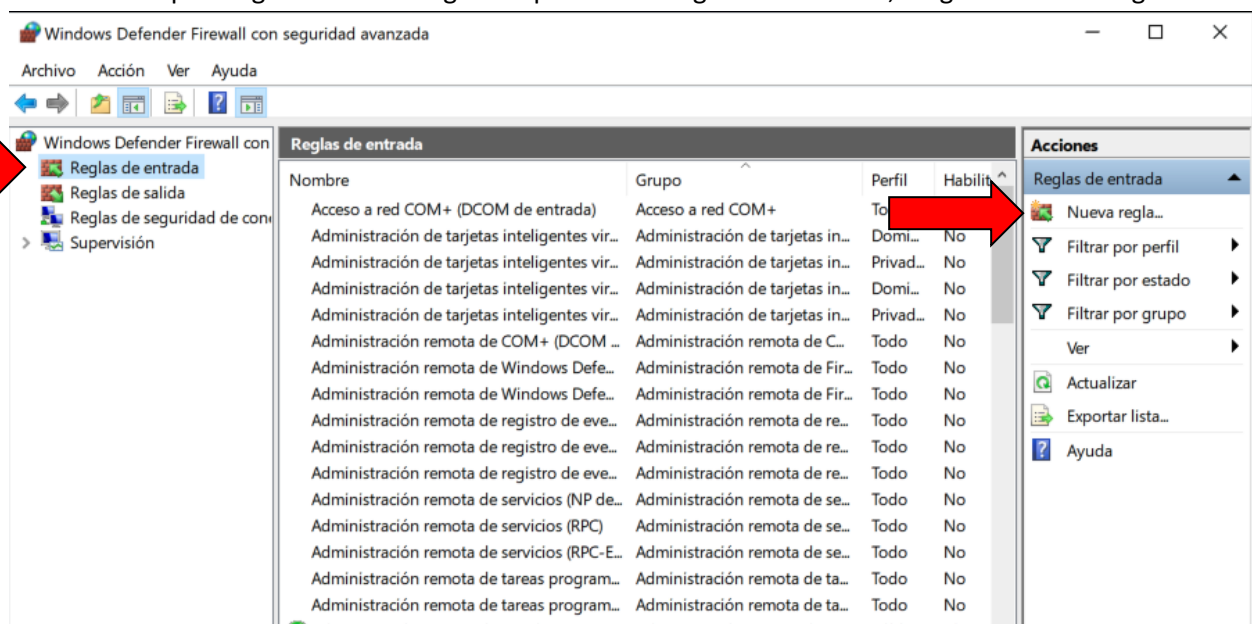 Windows Defender Firewall con seguridad avanzada
Archivo Acción Ver Ayuda
Windows Defender Firewall con
Reglas de entrada
Reglas de salida
Reglas de seguridad de con
Supervisión
Reglas de entrada
Nombre Grupo Perfil Habilit
Acceso a red COM+ (DCOM de entrada) Acceso a red COM+ To
Administración de tarjetas inteligentes vir... Administración de tarjetas in... Domi... No
Administración de tarjetas inteligentes vir... Administración de tarjetas in... Privad... No
Administración de tarjetas inteligentes vir... Administración de tarjetas in... Domi... No
Administración de tarjetas inteligentes vir... Administración de tarjetas in... Privad... No
Administración remota de COM+ (DCOM ... Administración remota de C... Todo No
Administración remota de Windows Defe... Administración remota de Fir... Todo No
Administración remota de Windows Defe... Administración remota de Fir... Todo No
Administración remota de registro de eve... Administración remota de re... Todo No
Administración remota de registro de eve... Administración remota de re... Todo No
Administración remota de registro de eve... Administración remota de re... Todo No
Administración remota de servicios (NP de... Administración remota de se... Todo No
Administración remota de servicios (RPC) Administración remota de se... Todo No
Administración remota de servicios (RPC-E... Administración remota de se... Todo No
Administración remota de tareas program... Administración remota de ta... Todo No
Administración remota de tareas program... Administración remota de ta... Todo No
Acciones
Reglas de entrada
Nueva regla...
Filtrar por perfil
Filtrar por estado
Filtrar por grupo
Ver
Actualizar
Exportar lista...
Ayuda